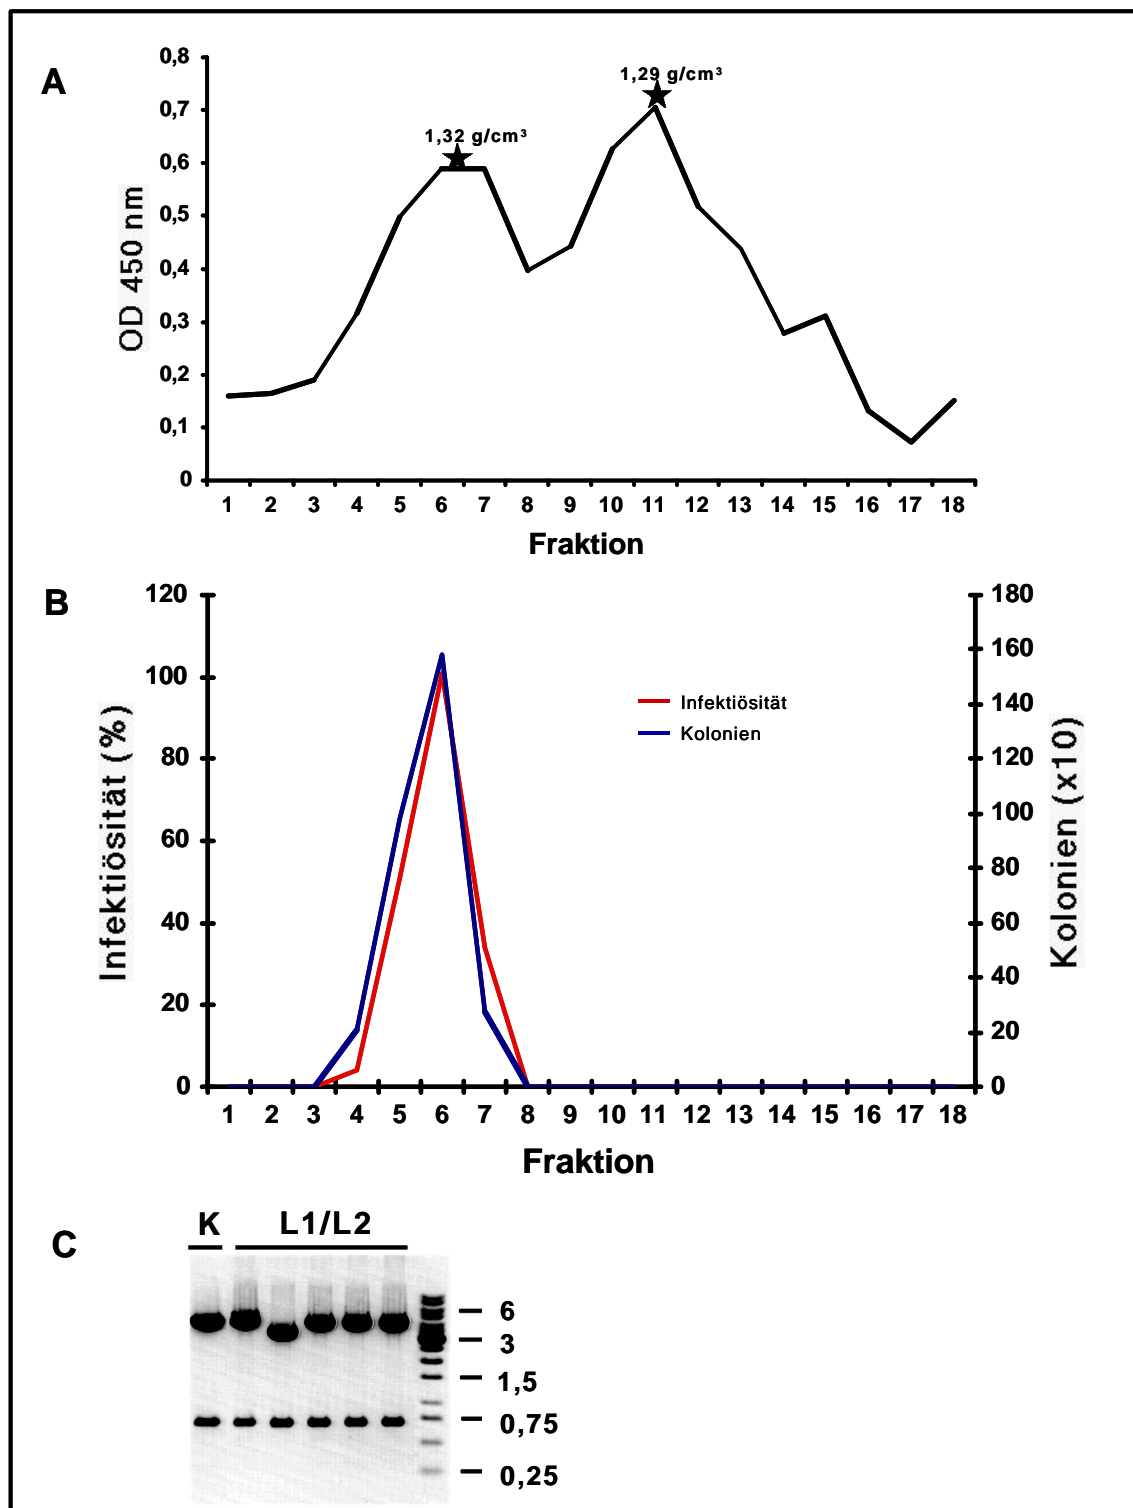 A
0,8
0,7
0,6
0,5
0,4
0,3
0,2
0,1
0
OD 450 nm
1,32 g/cm³
1,29 g/cm³
1 2 3 4 5 6 7 8 9 10 11 12 13 14 15 16 17 18
Fraktion
B
120
100
80
60
40
20
0
Infektiösität (%)
Infektiösität
Kolonien
180
160
140
120
100
80
60
40
20
0
Kolonien (x10)
1 2 3 4 5 6 7 8 9 10 11 12 13 14 15 16 17 18
Fraktion
C
K L1/L2
6
3
1,5
0,75
0,25